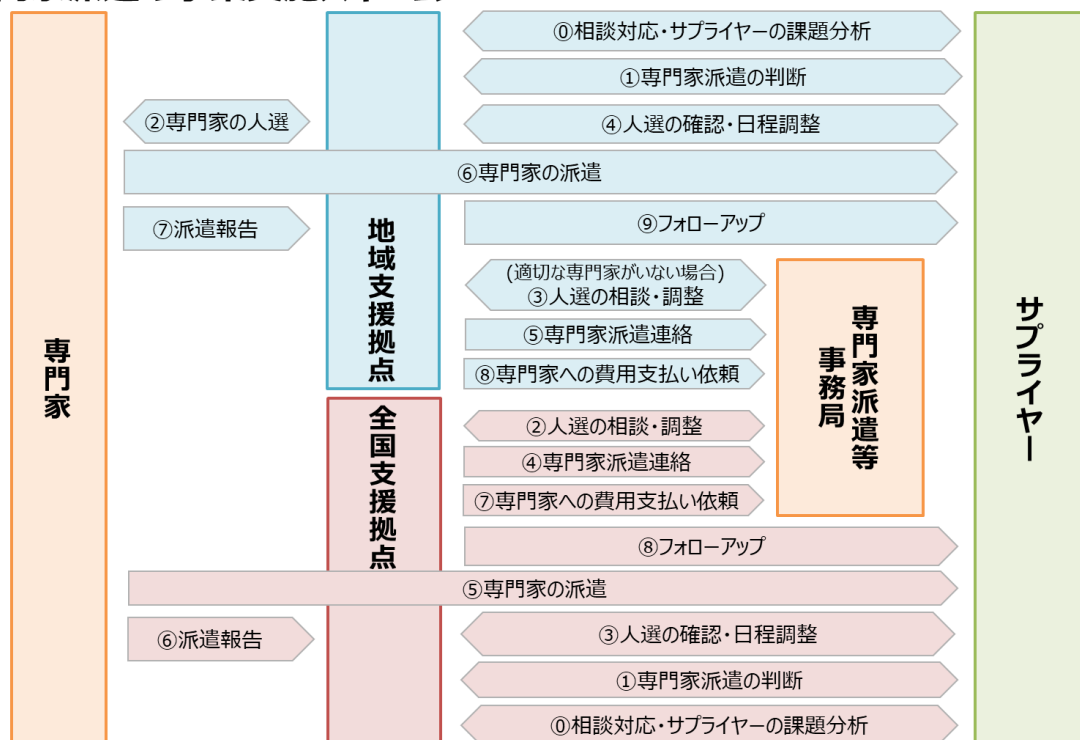 ⓪相談対応・サプライヤーの課題分析
①専門家派遣の判断
②専門家の人選
④人選の確認・日程調整
⑥専門家の派遣
⑦派遣報告
⑨フォローアップ
地域支援拠点
(適切な専門家がいない場合)
③人選の相談・調整
⑤専門家派遣連絡
⑧専門家への費用支払い依頼
専門家
専門家派遣等
事務局
サプライヤー
全国支援拠点
②人選の相談・調整
④専門家派遣連絡
⑦専門家への費用支払い依頼
⑧フォローアップ
⑤専門家の派遣
⑥派遣報告
③人選の確認・日程調整
①専門家派遣の判断
⓪相談対応・サプライヤーの課題分析